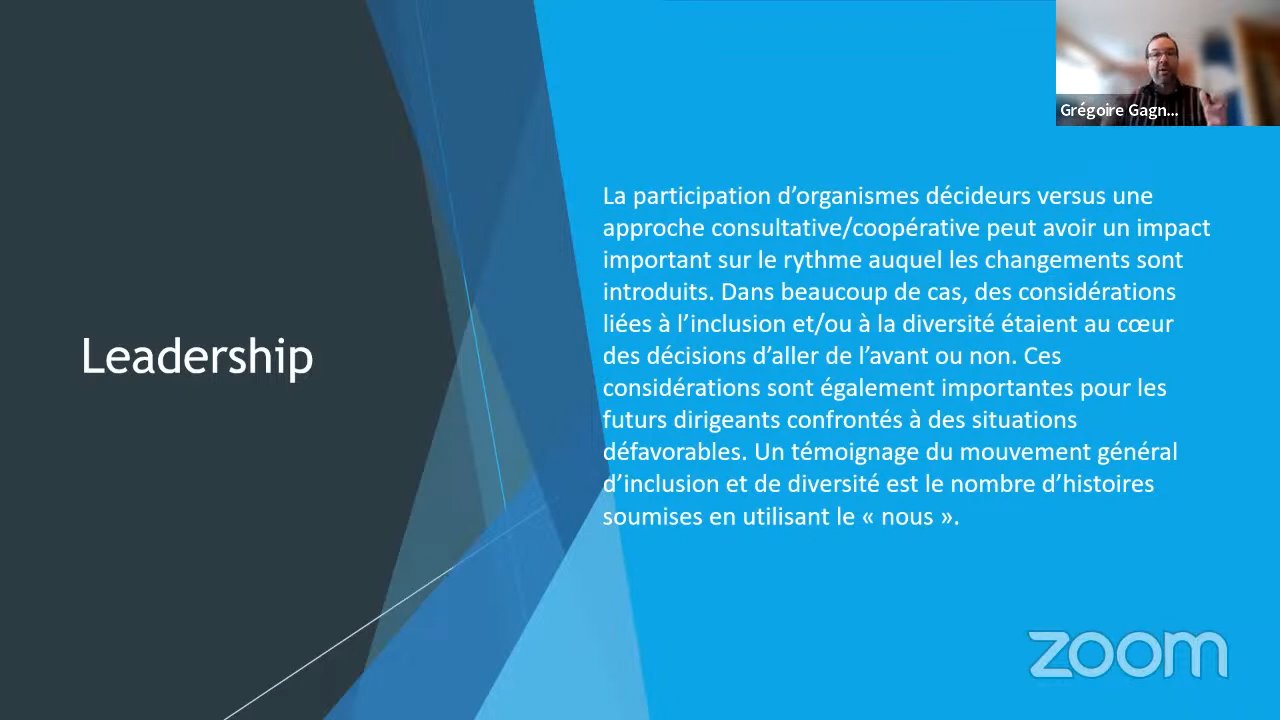 Grégoire Gagn...
La participation d’organismes décideurs versus une
approche consultative/coopérative peut avoir un impact
important sur le rythme auquel les changements sont
introduits. Dans beaucoup de cas, des considérations
liées à l’inclusion et/ou à la diversité étaient au cœur
des décisions d’aller de l’avant ou non. Ces
considérations sont également importantes pour les
futurs dirigeants confrontés à des situations
défavorables. Un témoignage du mouvement général
d’inclusion et de diversité est le nombre d’histoires
soumises en utilisant le « nous ».
Leadership
zoom